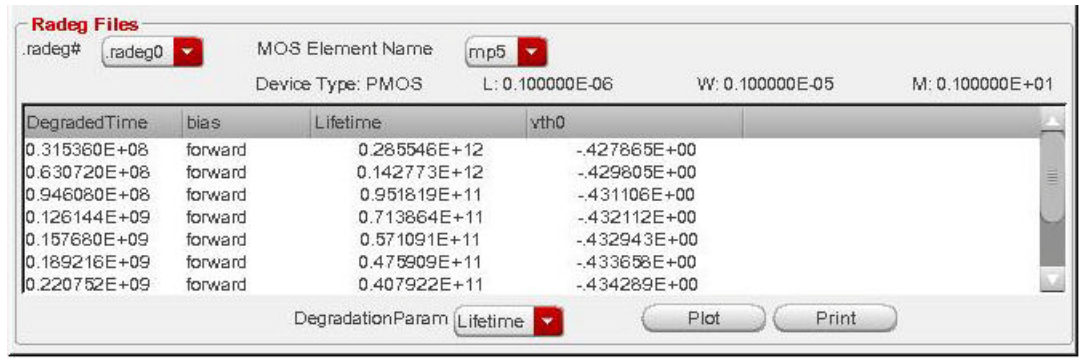 Radeg Files
.radeg# .radeg0 MOS Element Name mp5
Device Type: PMOS L: 0.100000E-06 W: 0.100000E-05 M: 0.100000E+01
DegradedTime bias Lifetime vth0
0.315360E+08 forward 0.285546E+12 -.427865E+00
0.630720E+08 forward 0.142773E+12 -.429805E+00
0.946080E+08 forward 0.951819E+11 -.431106E+00
0.126144E+09 forward 0.713864E+11 -.432112E+00
0.157680E+09 forward 0.571091E+11 -.432943E+00
0.189216E+09 forward 0.475909E+11 -.433658E+00
0.220752E+09 forward 0.407922E+11 -.434289E+00
DegradationParam Lifetime Plot Print